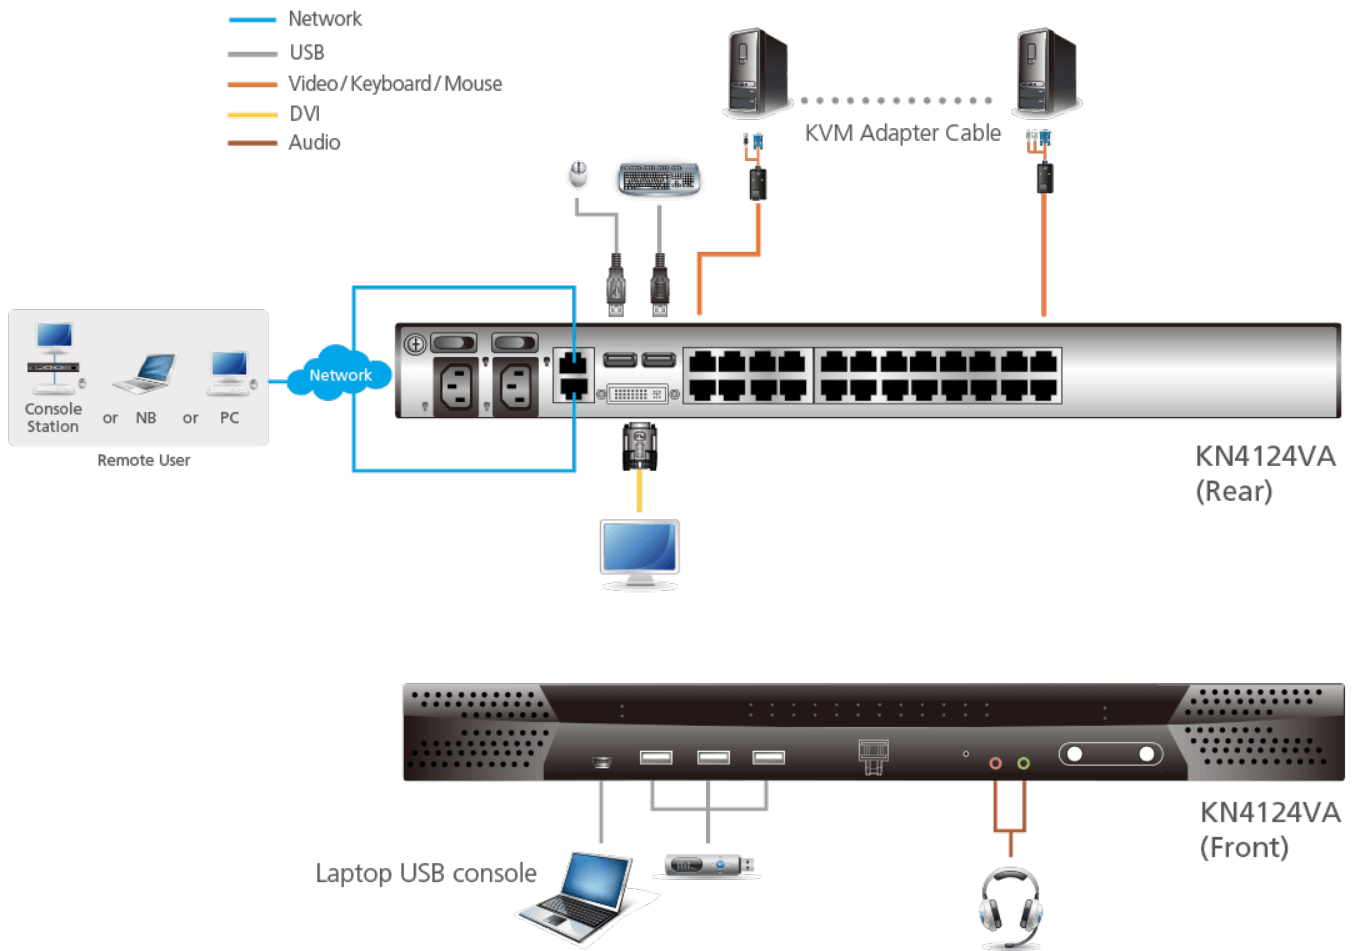 Network
USB
Video/Keyboard/Mouse
DVI
Audio
KVM Adapter Cable
Network
Console
Station
or
NB
or
PC
Remote User
KN4124VA
(Rear)
KN4124VA
(Front)
Laptop USB console